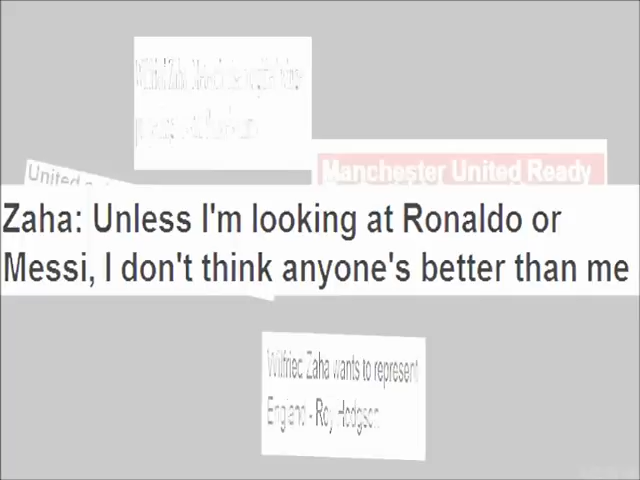 United
Manchester United Ready
Zaha: Unless I'm looking at Ronaldo or
Messi, I don't think anyone's better than me
Wilfried Zaha wants to represent
England - Roy Hodgson